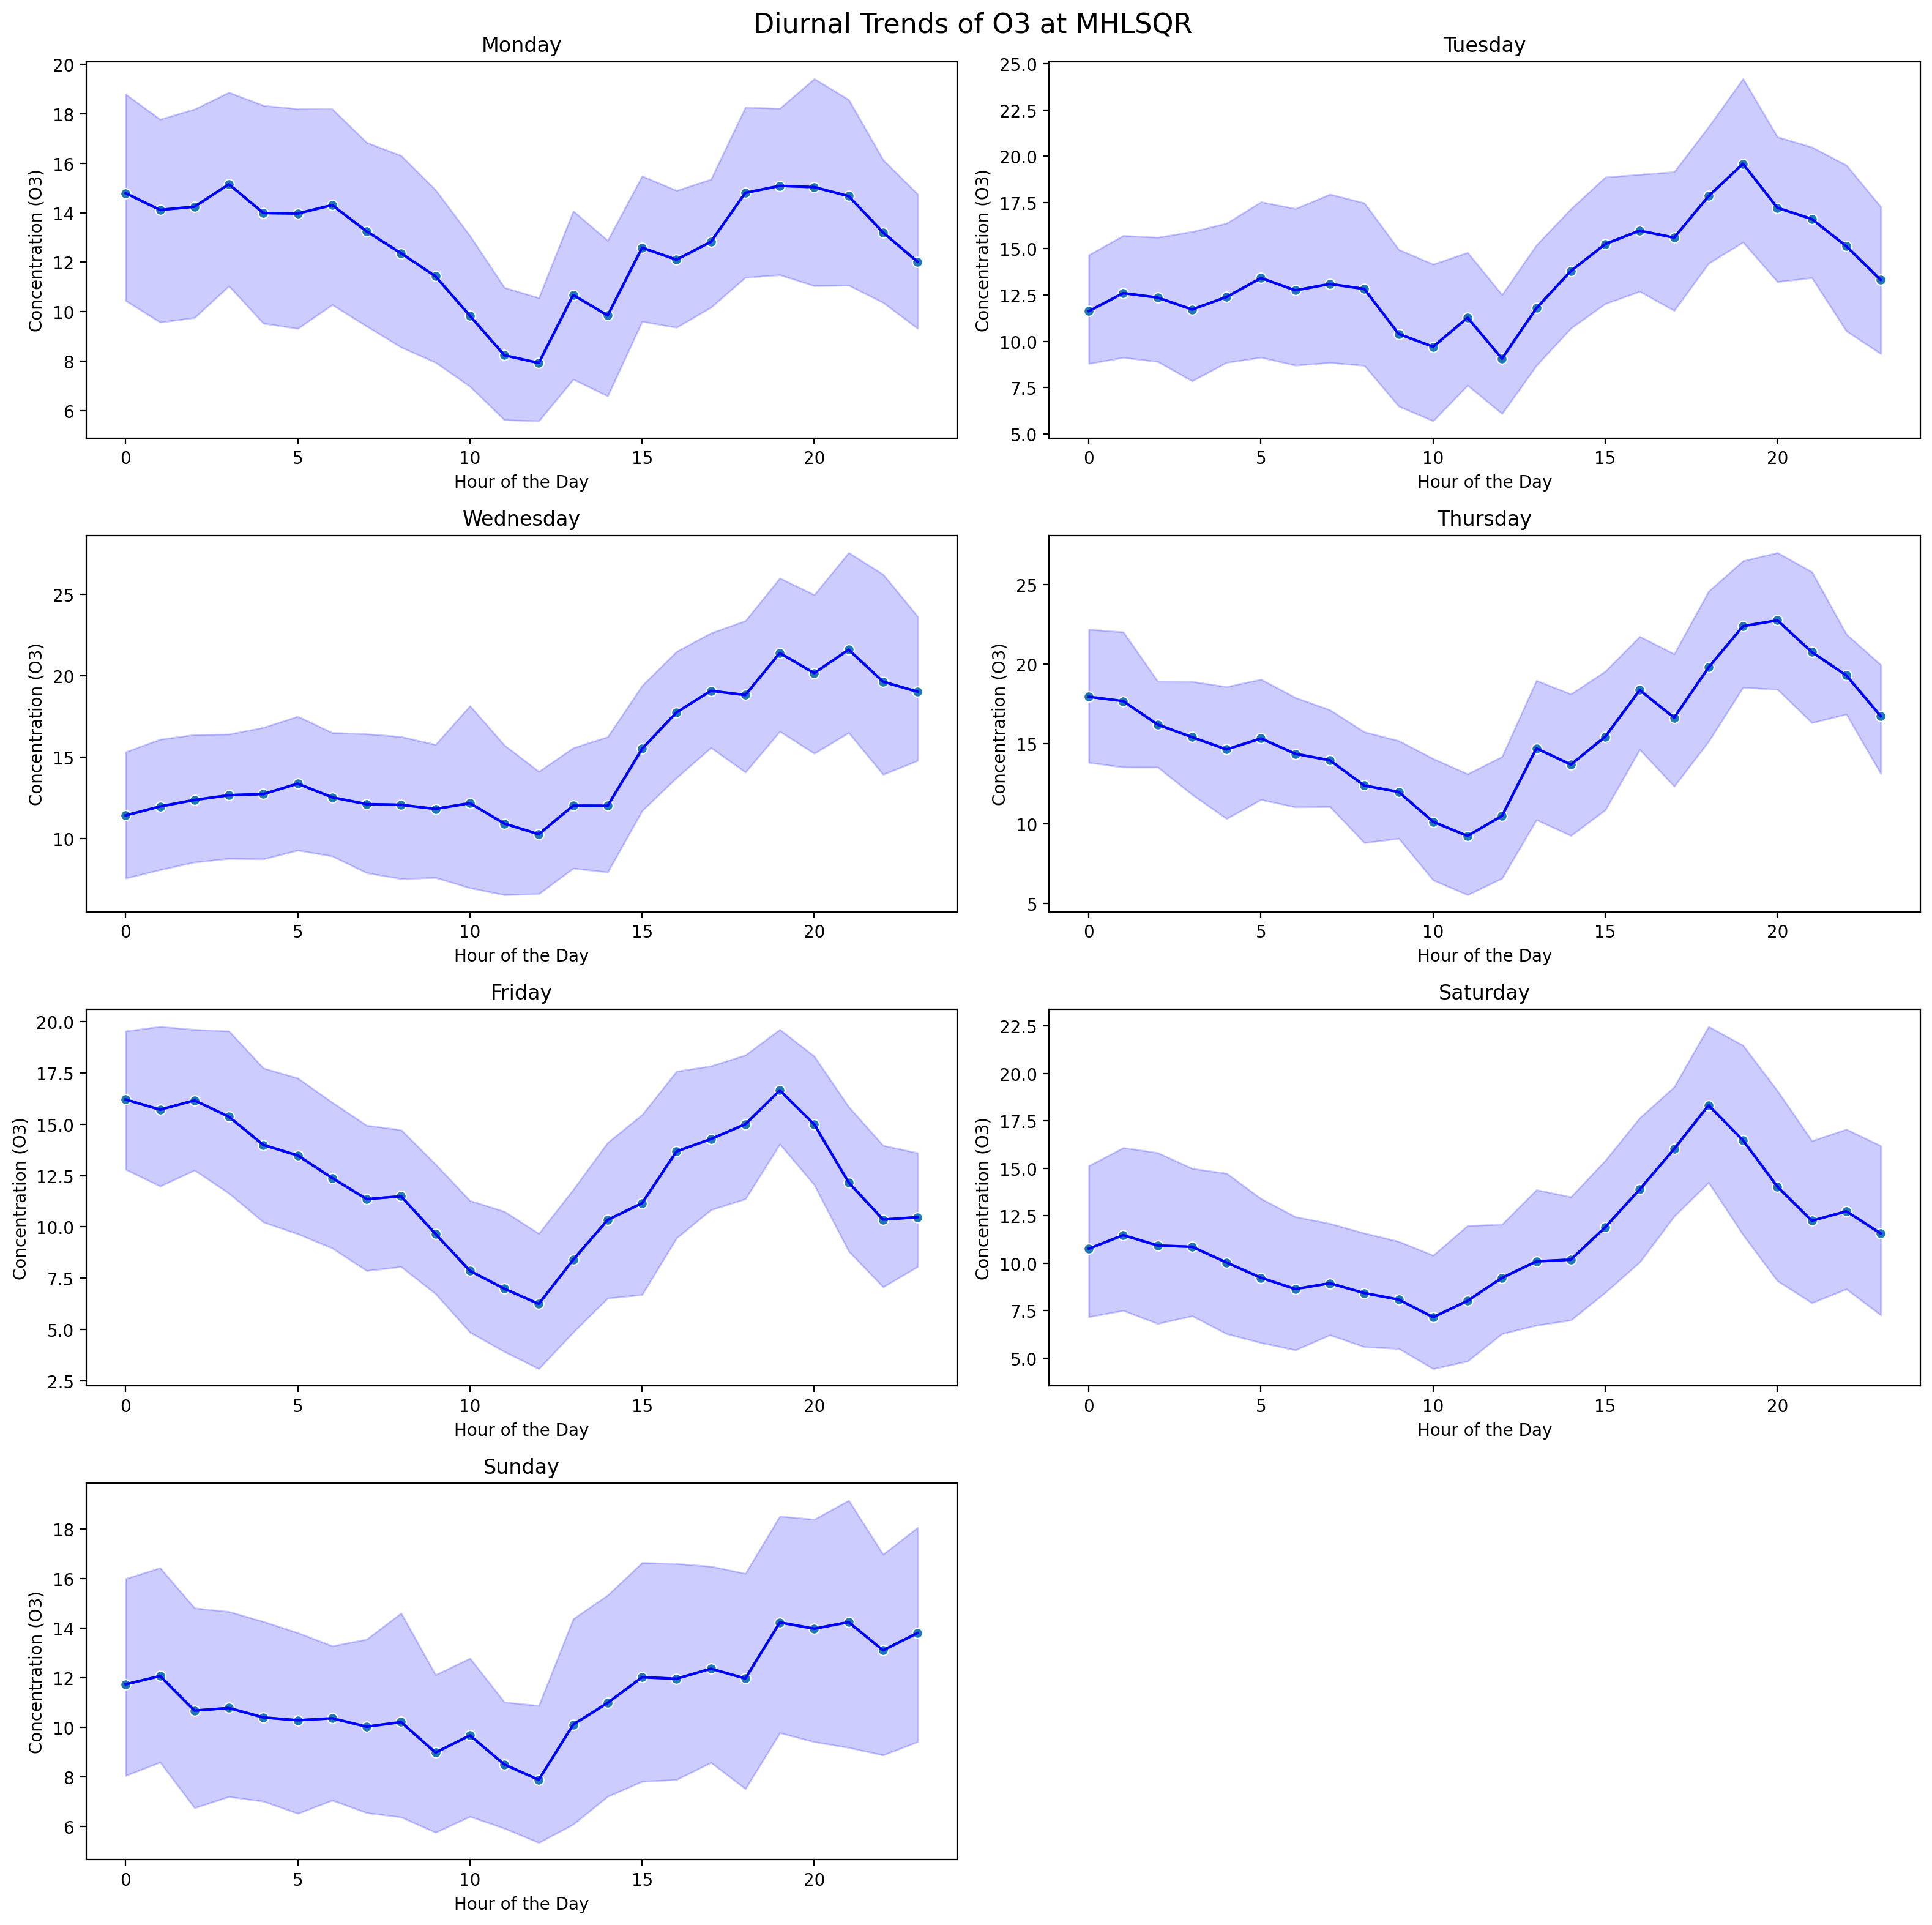 Diurnal Trends of O3 at MHLSQR
Monday
Concentration (O3)
20
18
16
14
12
10
8
6
0 5 10 15 20
Hour of the Day
Tuesday
Concentration (O3)
25.0
22.5
20.0
17.5
15.0
12.5
10.0
7.5
5.0
0 5 10 15 20
Hour of the Day
Wednesday
Concentration (O3)
25
20
15
10
0 5 10 15 20
Hour of the Day
Thursday
Concentration (O3)
25
20
15
10
5
0 5 10 15 20
Hour of the Day
Friday
Concentration (O3)
20.0
17.5
15.0
12.5
10.0
7.5
5.0
2.5
0 5 10 15 20
Hour of the Day
Saturday
Concentration (O3)
22.5
20.0
17.5
15.0
12.5
10.0
7.5
5.0
0 5 10 15 20
Hour of the Day
Sunday
Concentration (O3)
18
16
14
12
10
8
6
0 5 10 15 20
Hour of the Day